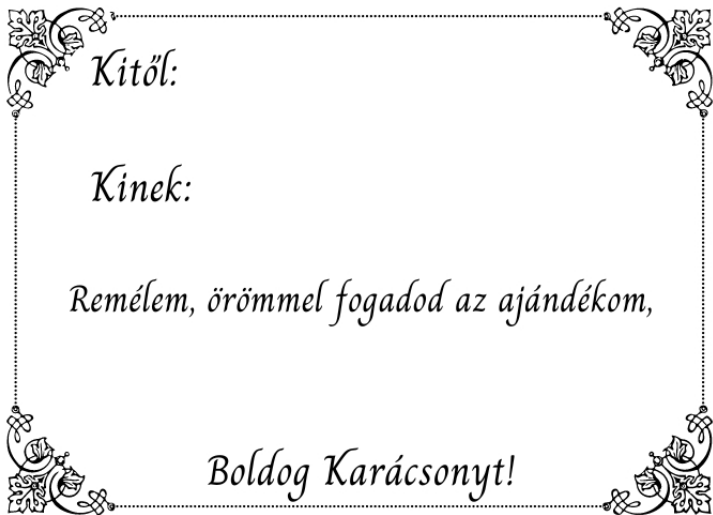 Kitől:
Kinek:
Remélem, örömmel fogadod az ajándékom,
Boldog Karácsonyt!